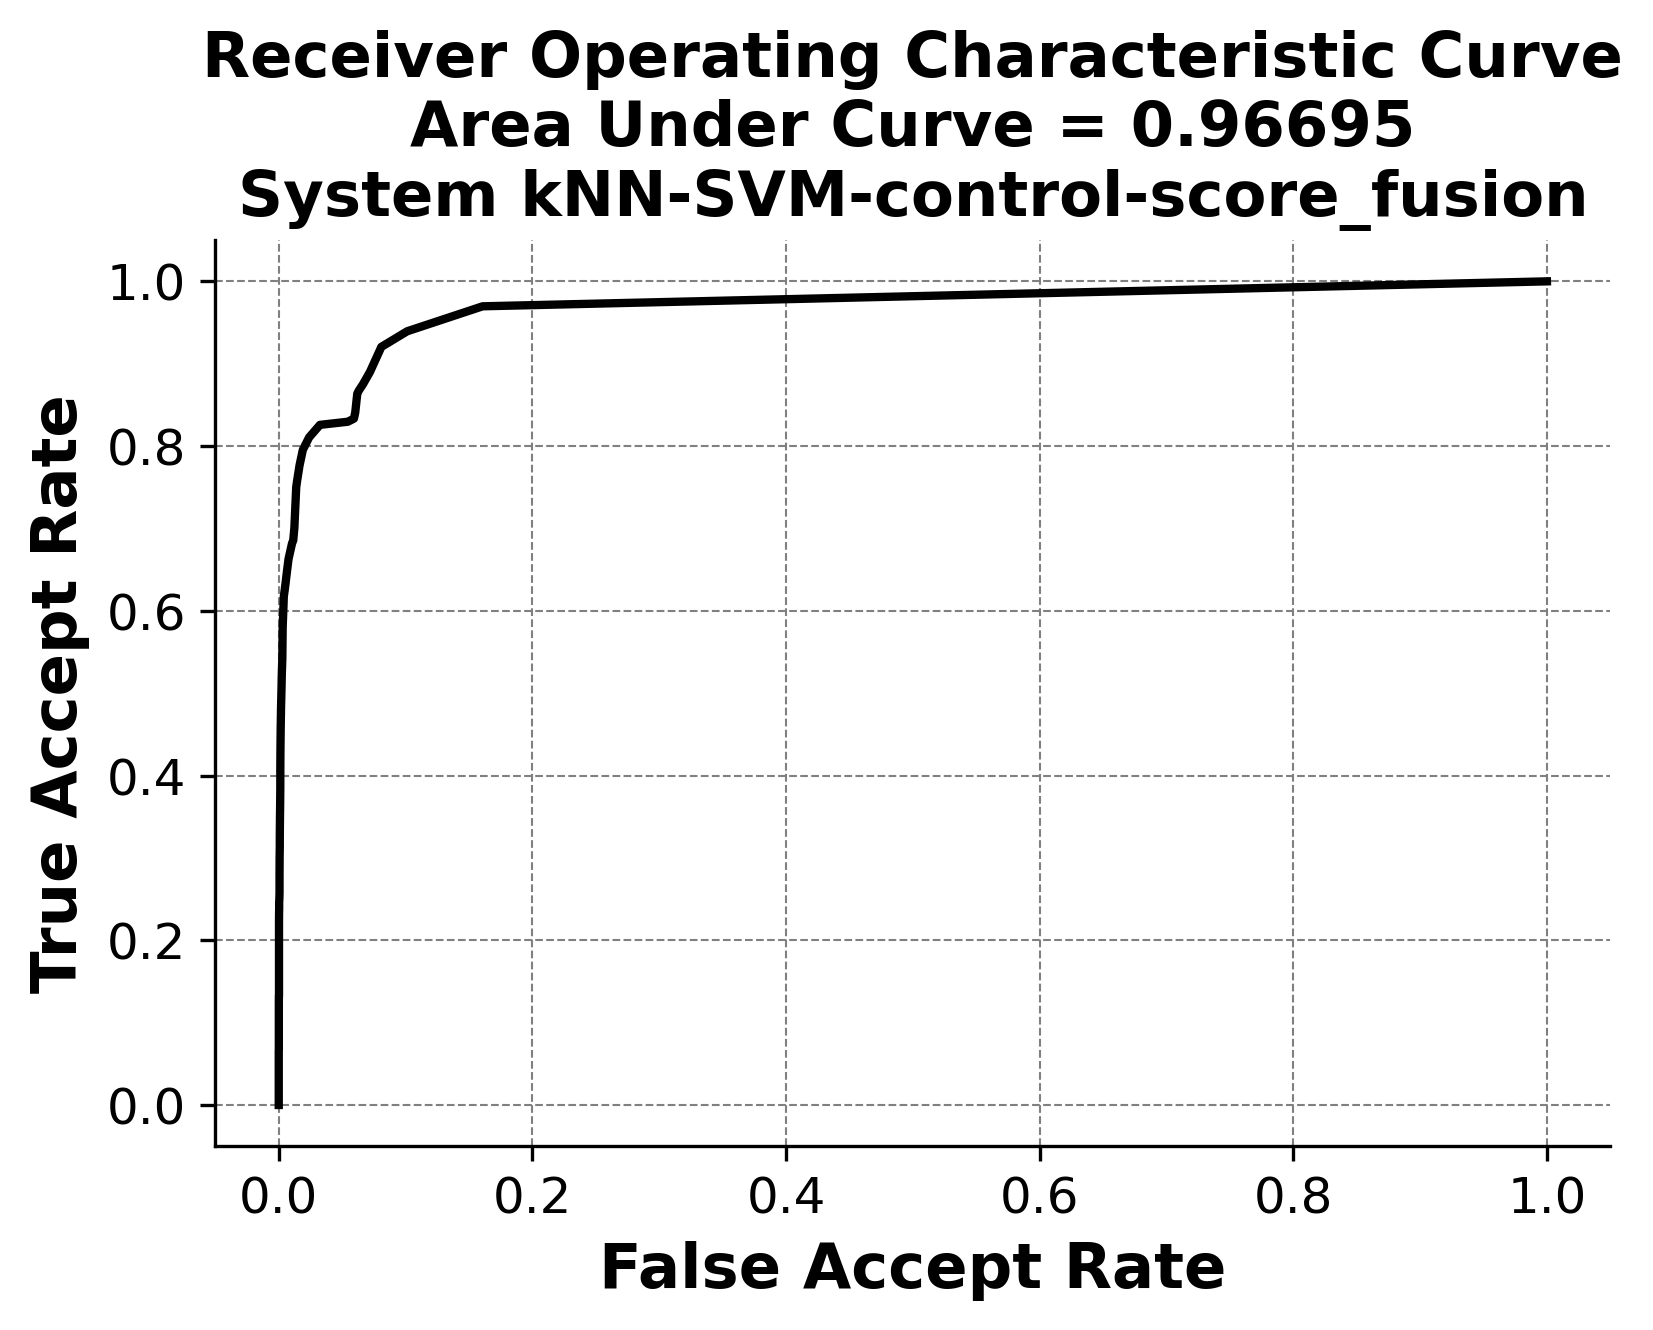 Receiver Operating Characteristic Curve
Area Under Curve = 0.96695
System kNN-SVM-control-score_fusion
True Accept Rate
1.0
0.8
0.6
0.4
0.2
0.0
0.0 0.2 0.4 0.6 0.8 1.0
False Accept Rate